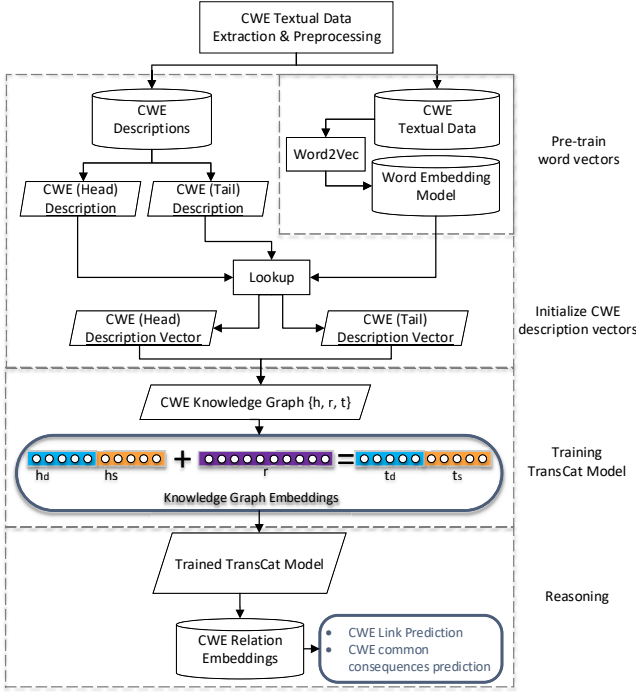 CWE Textual Data
Extraction & Preprocessing
CWE
Descriptions
CWE
Textual Data
Word2Vec
Word Embedding
Model
Pre-train
word vectors
CWE (Head)
Description
CWE (Tail)
Description
Lookup
CWE (Head)
Description Vector
CWE (Tail)
Description Vector
Initialize CWE
description vectors
CWE Knowledge Graph {h, r, t}
+
=
hd
hs
r
td
ts
Knowledge Graph Embeddings
Training
TransCat Model
Trained TransCat Model
Reasoning
CWE Relation
Embeddings
• CWE Link Prediction
• CWE common
consequences prediction